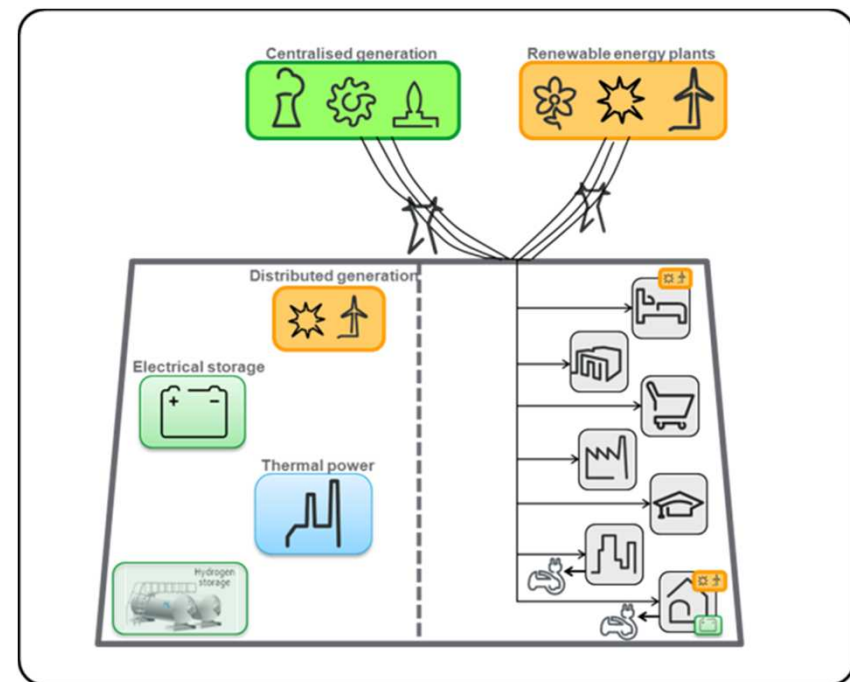 Centralised generation
Renewable energy plants
Distributed generation
Electrical storage
+ -
Thermal power
Hydrogen
storage